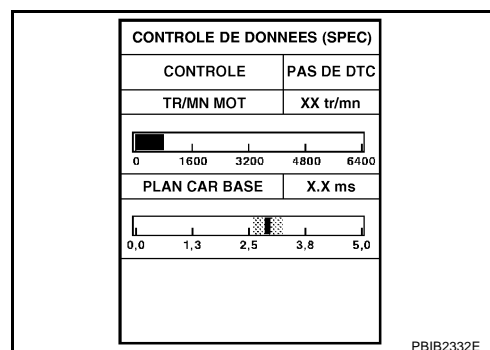 CONTROLE DE DONNEES (SPEC)
CONTROLE PAS DE DTC
TR/MN MOT XX tr/mn
0 1600 3200 4800 6400
PLAN CAR BASE X.X ms
0,0 1,3 2,5 3,8 5,0
PBIB2332E